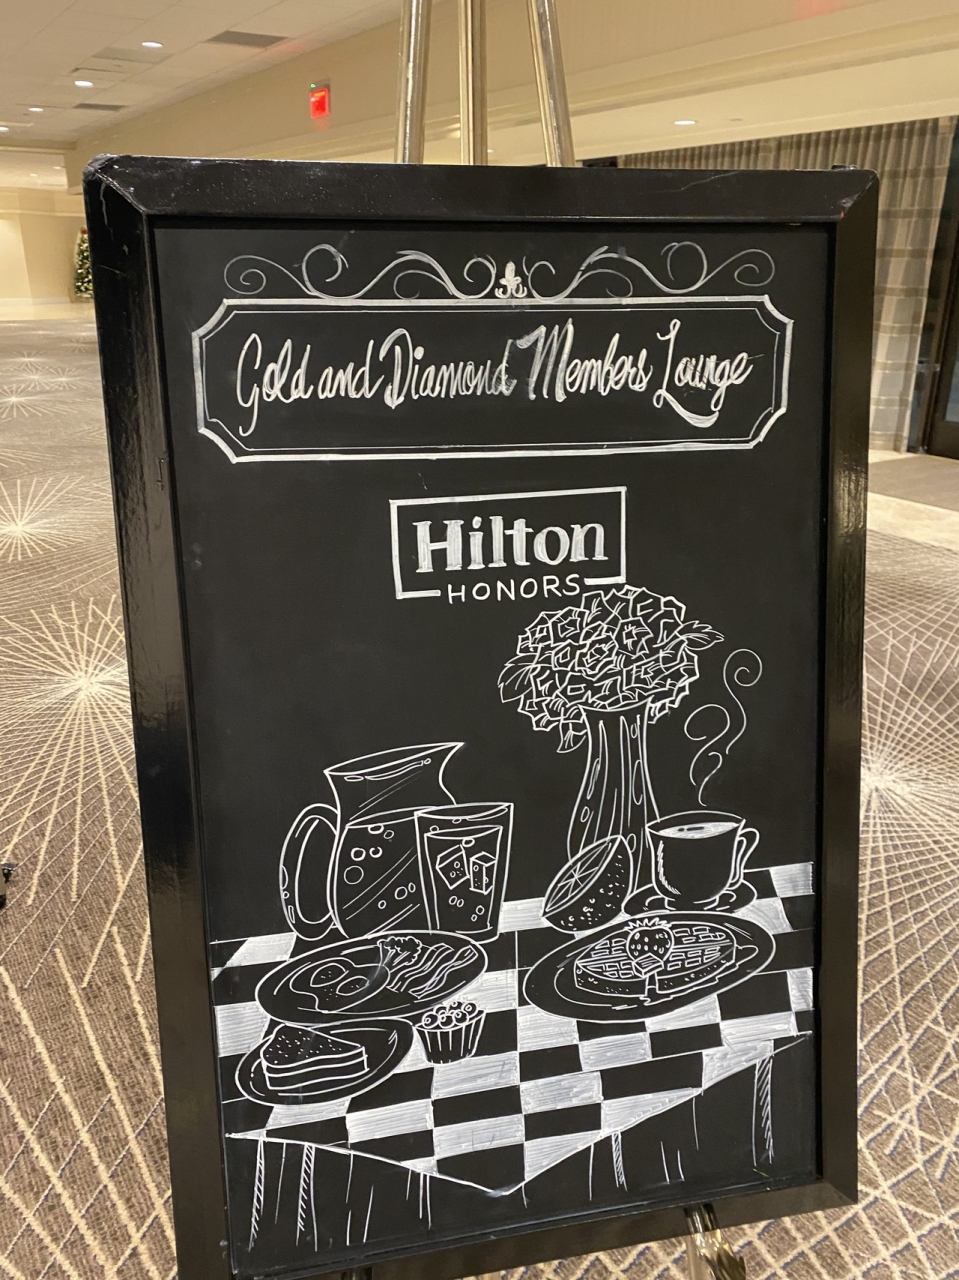 Gold and Diamond Members Lounge
Hilton
HONORS